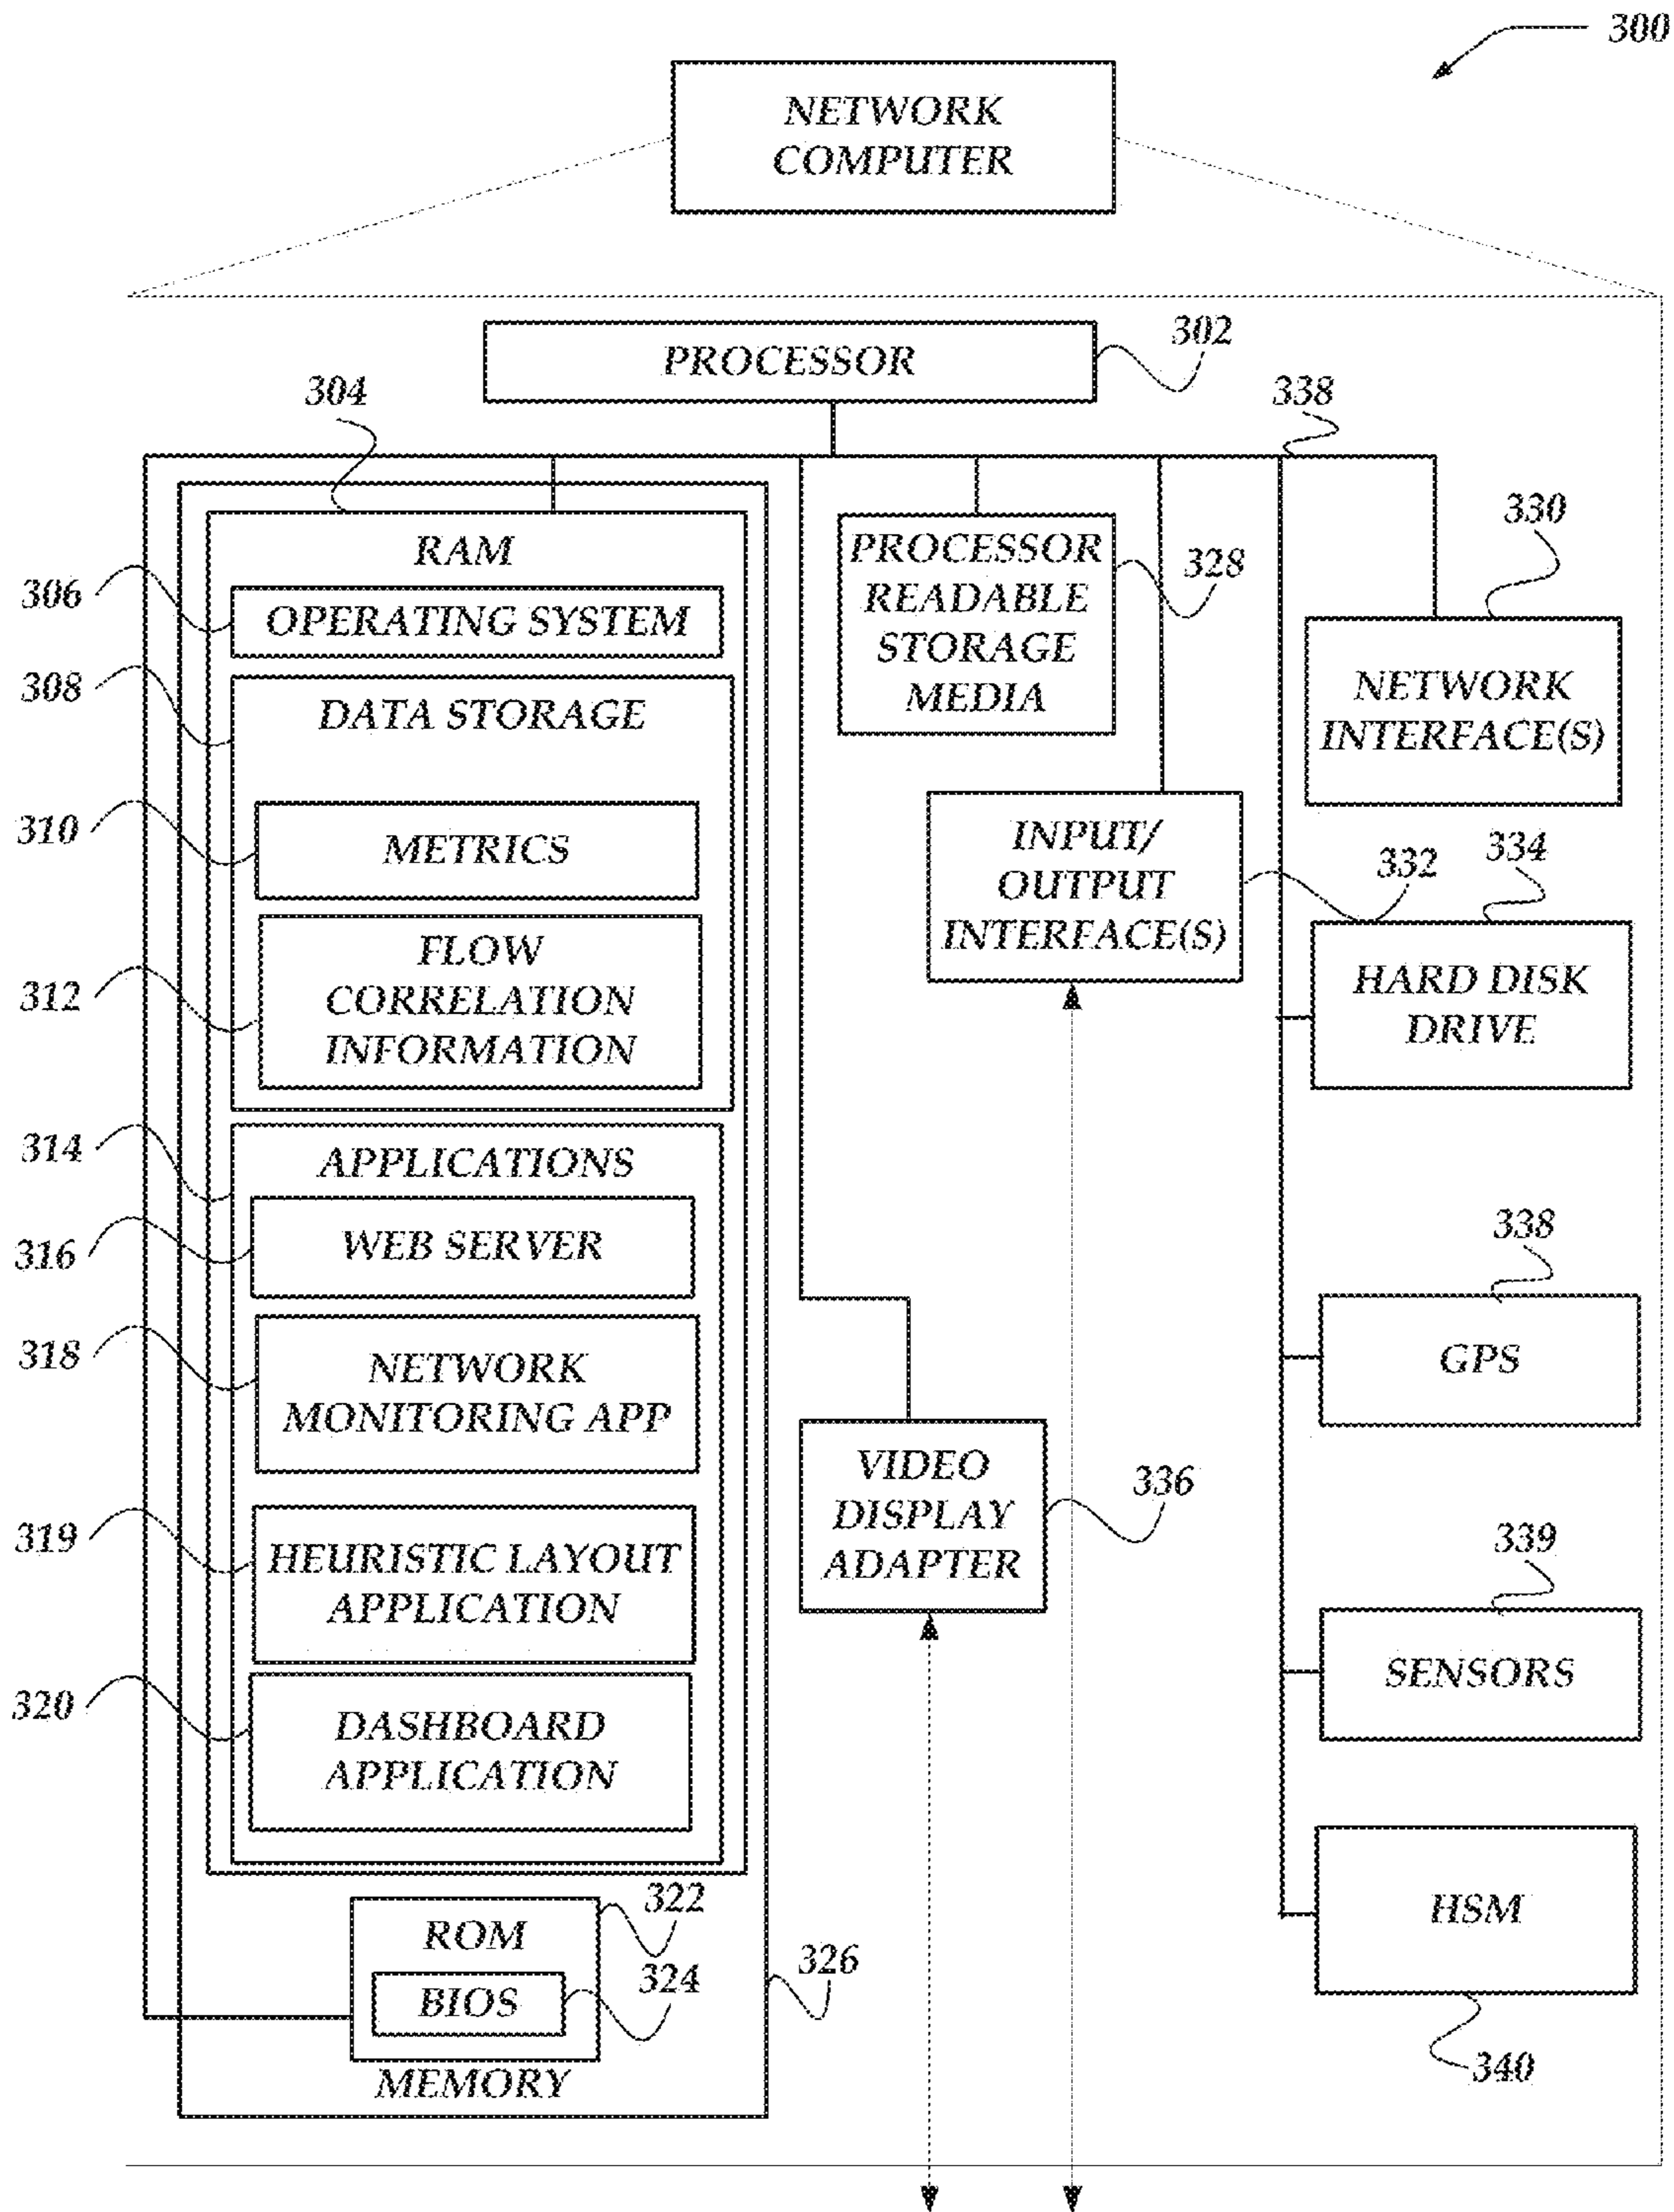 300
NETWORK
COMPUTER
PROCESSOR
302
304
338
RAM
306
OPERATING SYSTEM
308
DATA STORAGE
310
METRICS
312
FLOW
CORRELATION
INFORMATION
314
APPLICATIONS
316
WEB SERVER
318
NETWORK
MONITORING APP
319
HEURISTIC LAYOUT
APPLICATION
320
DASHBOARD
APPLICATION
322
ROM
324
BIOS
326
MEMORY
PROCESSOR
READABLE
STORAGE
MEDIA
328
330
NETWORK
INTERFACE(S)
INPUT/
OUTPUT
INTERFACE(S)
332
334
HARD DISK
DRIVE
338
GPS
VIDEO
DISPLAY
ADAPTER
336
339
SENSORS
HSM
340